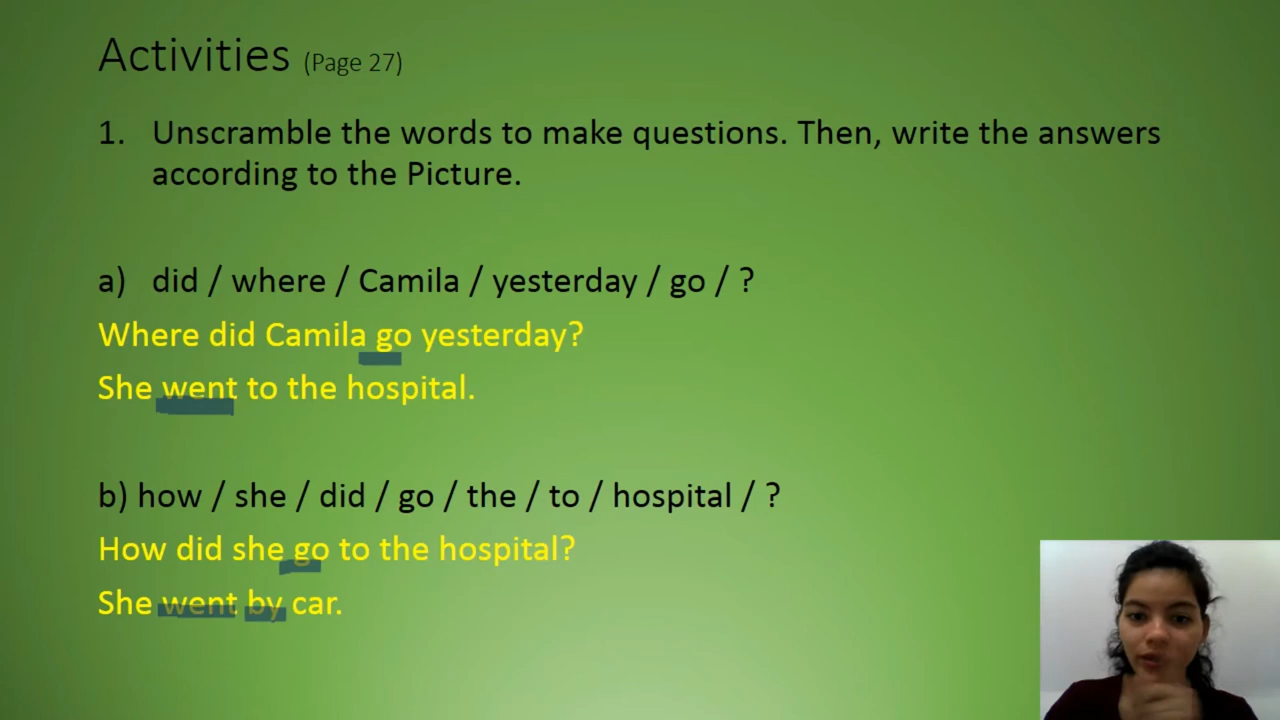 Activities (Page 27)
1. Unscramble the words to make questions. Then, write the answers
according to the Picture.
a) did / where / Camila / yesterday / go / ?
Where did Camila go yesterday?
She went to the hospital.
b) how / she / did / go / the / to / hospital / ?
How did she go to the hospital?
She went by car.